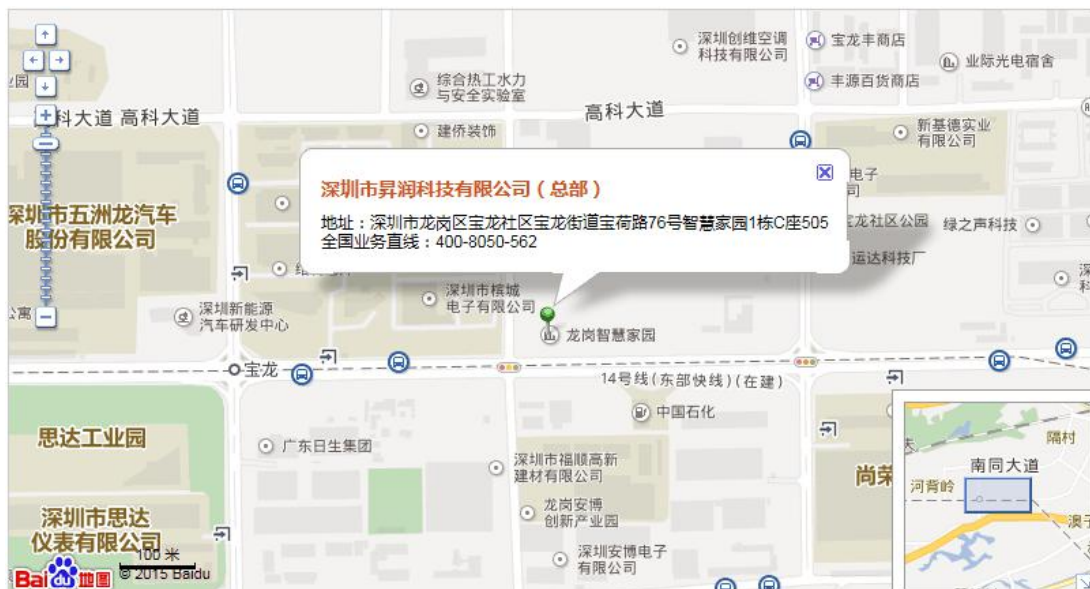 深圳创维空调
科技有限公司
宝龙丰商店
业际光电宿舍
丰源百货商店
综合热工水力
与安全实验室
科大道 高科大道
高科大道
建侨装饰
新基德实业
有限公司
深圳市昇润科技有限公司（总部）
地址：深圳市龙岗区宝龙社区宝龙街道宝荷路76号智慧家园1栋C座505
全国业务直线：400-8050-562
电子
司
深圳市五洲龙汽车
股份有限公司
宝龙社区公园
绿之声科技
运达科技厂
深圳市槟城
电子有限公司
深圳新能源
汽车研发中心
公寓
龙岗智慧家园
宝龙
14号线(东部快线)(在建)
中国石化
思达工业园
广东日生集团
深圳市福顺高新
建材有限公司
尚荣
隔村
南同大道
河背岭
龙岗安博
创新产业园
深圳市思达
仪表有限公司
深圳安博电子
有限公司
100 米
Bai du 地图
© 2015 Baidu